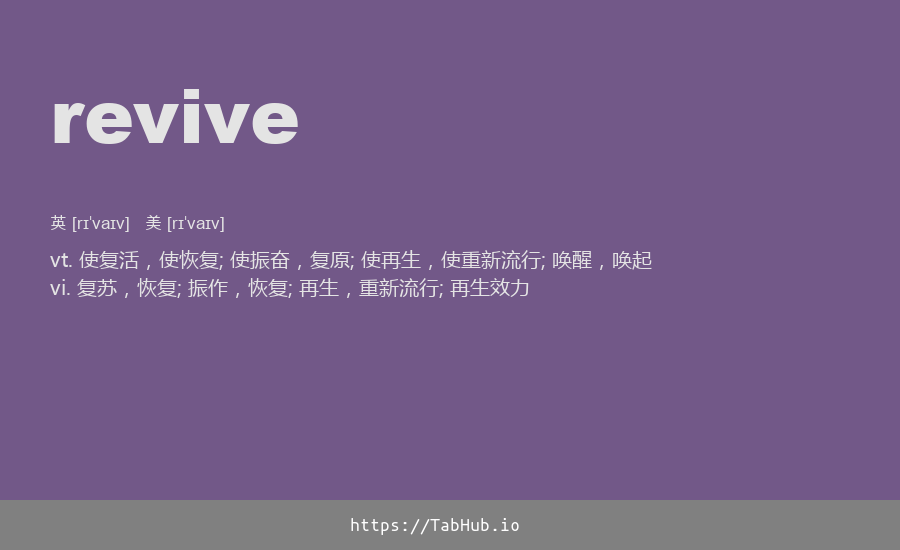 revive
英 [rɪˈvaɪv]   美 [rɪˈvaɪv]
vt. 使复活，使恢复; 使振奋，复原; 使再生，使重新流行; 唤醒，唤起
vi. 复苏，恢复; 振作，恢复; 再生，重新流行; 再生效力
https://TabHub.io